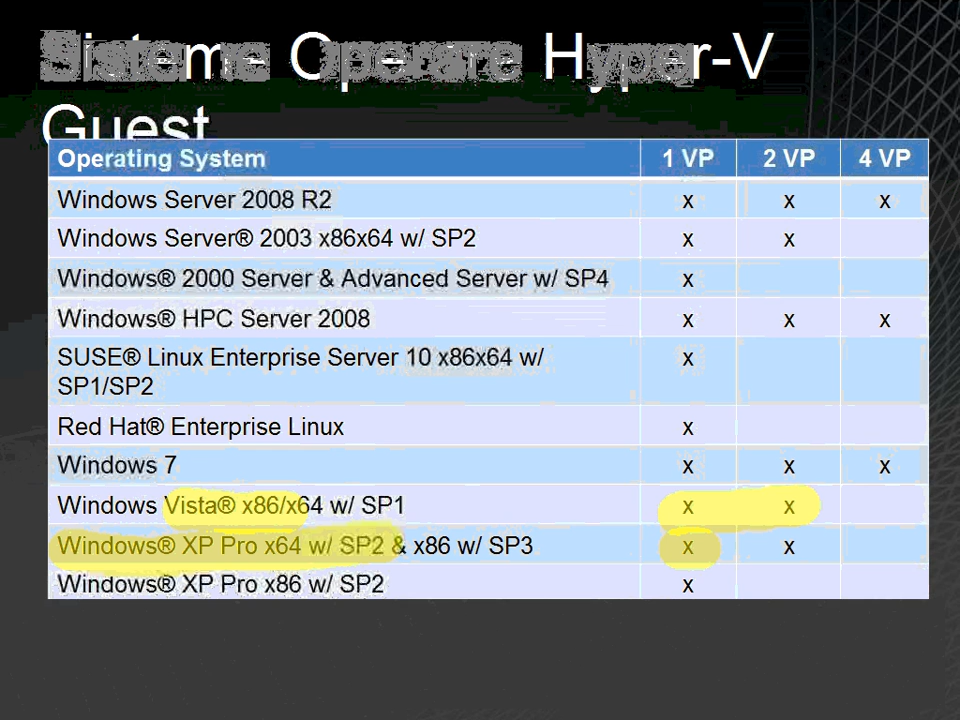 Sisteme Operare Hyper-V
Guest
Operating System 1 VP 2 VP 4 VP
Windows Server 2008 R2 x x x
Windows Server® 2003 x86x64 w/ SP2 x x
Windows® 2000 Server & Advanced Server w/ SP4 x
Windows® HPC Server 2008 x x x
SUSE® Linux Enterprise Server 10 x86x64 w/ x
SP1/SP2
Red Hat® Enterprise Linux x
Windows 7 x x x
Windows Vista® x86/x64 w/ SP1 x x
Windows® XP Pro x64 w/ SP2 & x86 w/ SP3 x x
Windows® XP Pro x86 w/ SP2 x